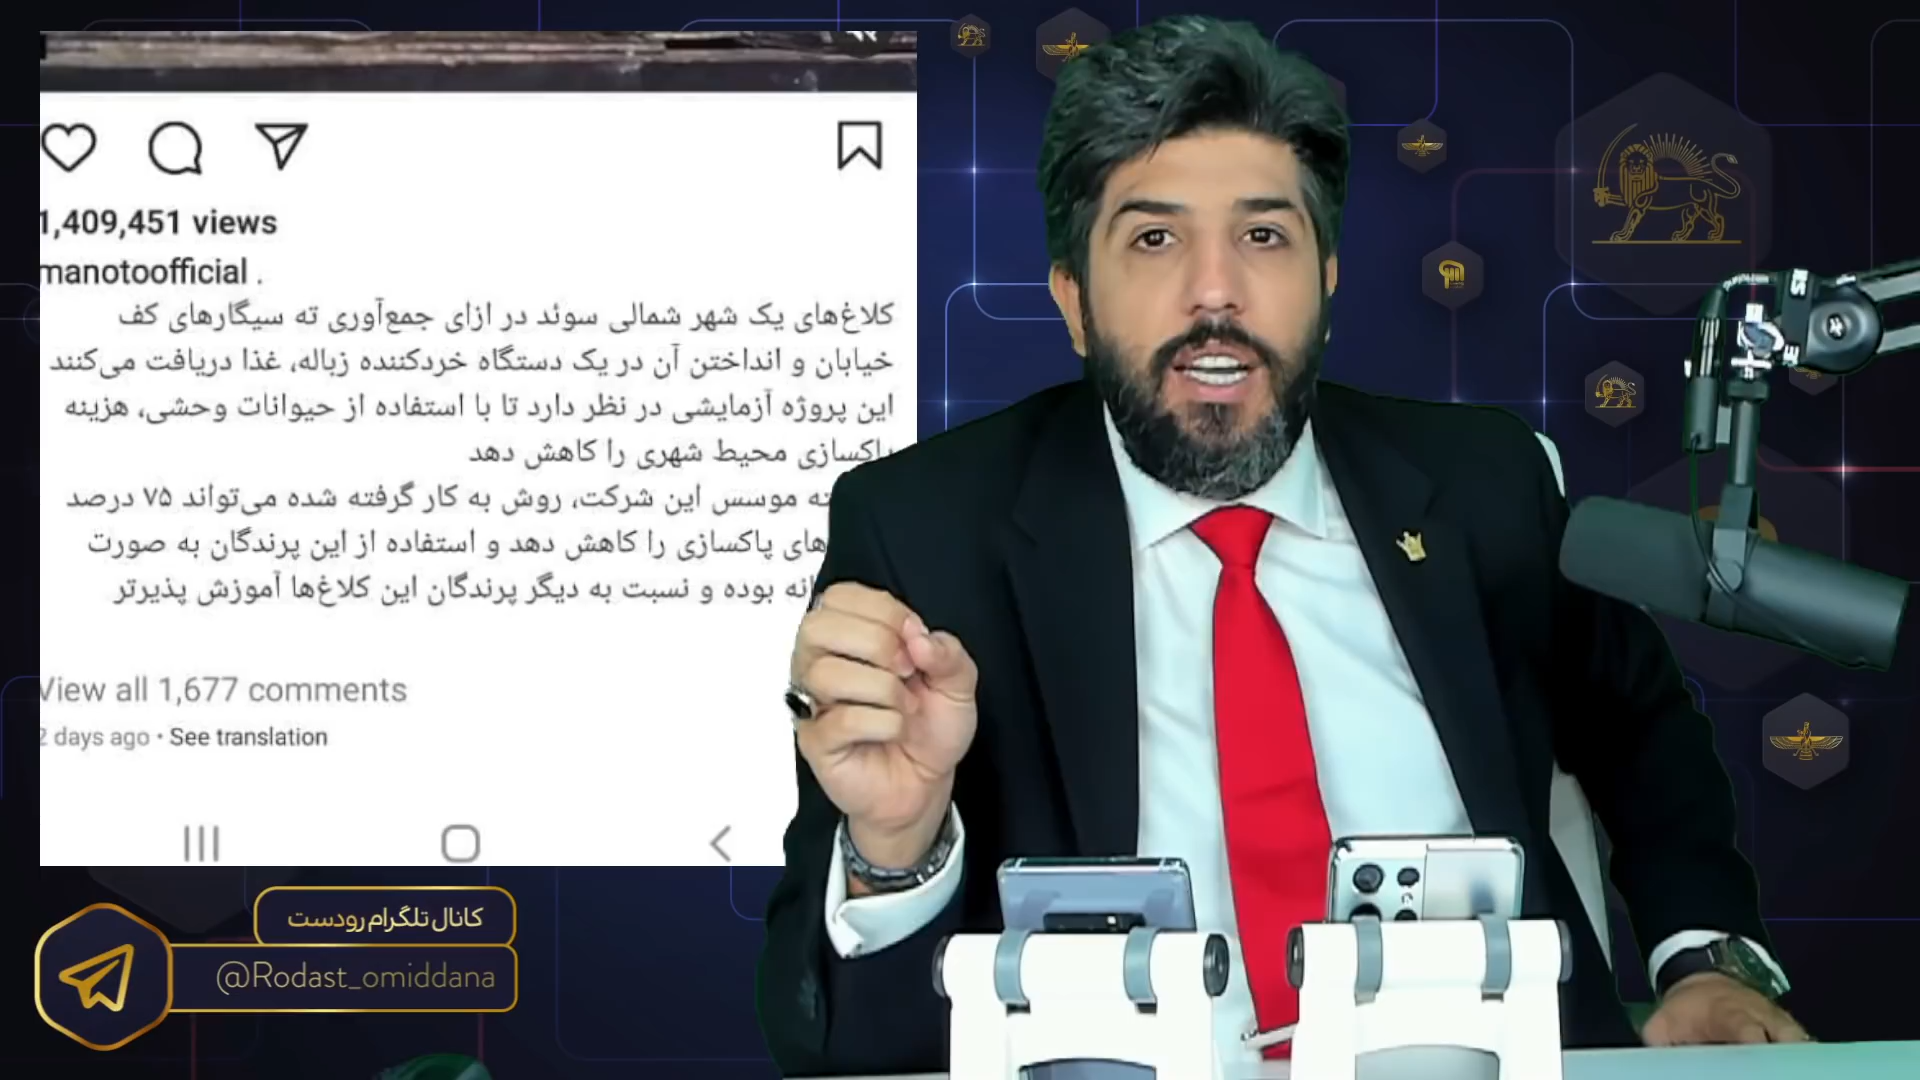 1,409,451 views
manotoofficial .
کلاغ‌های یک شهر شمالی سوئد در ازای جمع‌آوری ته سیگارهای کف
خیابان و انداختن آن در یک دستگاه خردکننده زباله، غذا دریافت می‌کنند
این پروژه آزمایشی در نظر دارد تا با استفاده از حیوانات وحشی، هزینه
پاکسازی محیط شهری را کاهش دهد
موسس این شرکت، روش به کار گرفته شده می‌تواند ۷۵ درصد
های پاکسازی را کاهش دهد و استفاده از این پرندگان به صورت
بوده و نسبت به دیگر پرندگان این کلاغ‌ها آموزش پذیرتر
View all 1,677 comments
2 days ago • See translation
کانال تلگرام رودست
@Rodast_omiddana